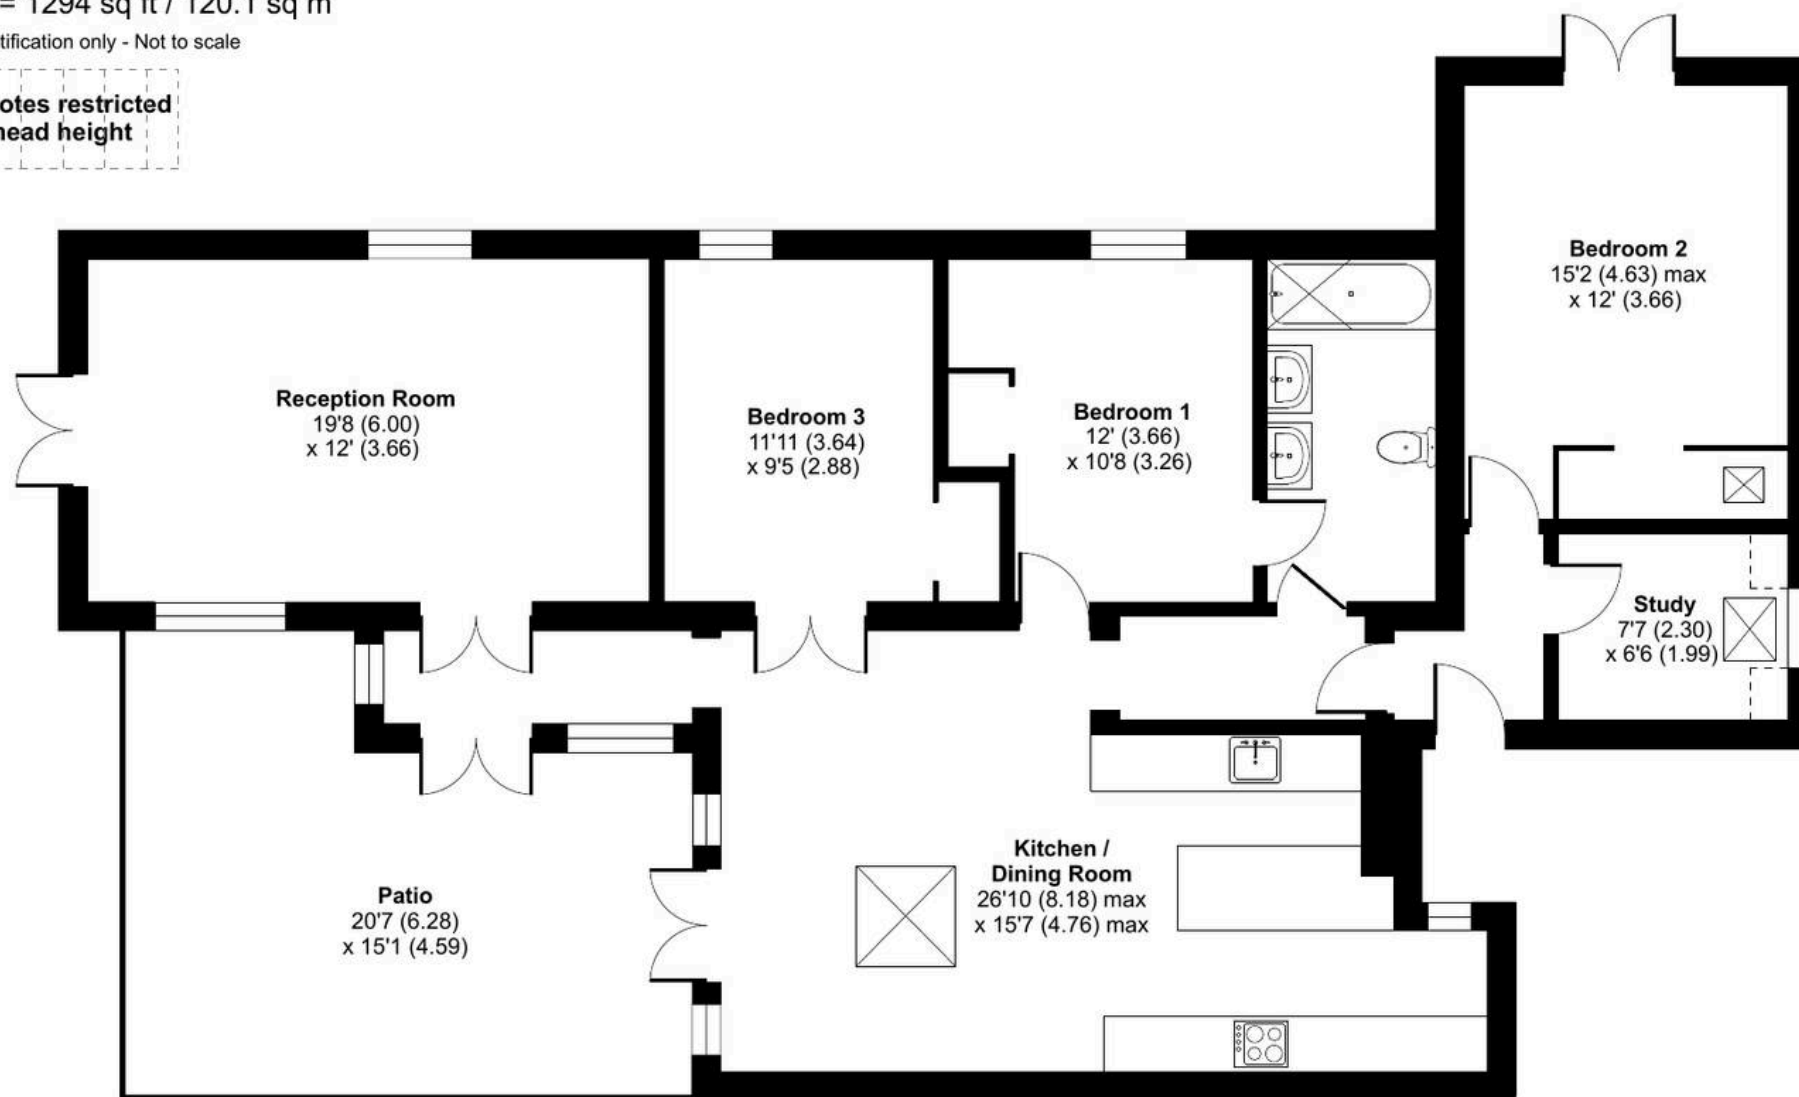 = 1294 sq ft / 120.1 sq m
tification only - Not to scale
otes restricted
head height
Bedroom 2
15'2 (4.63) max
x 12' (3.66)
Reception Room
19'8 (6.00)
x 12' (3.66)
Bedroom 3
11'11 (3.64)
x 9'5 (2.88)
Bedroom 1
12' (3.66)
x 10'8 (3.26)
Study
7'7 (2.30)
x 6'6 (1.99)
Kitchen /
Dining Room
26'10 (8.18) max
x 15'7 (4.76) max
Patio
20'7 (6.28)
x 15'1 (4.59)